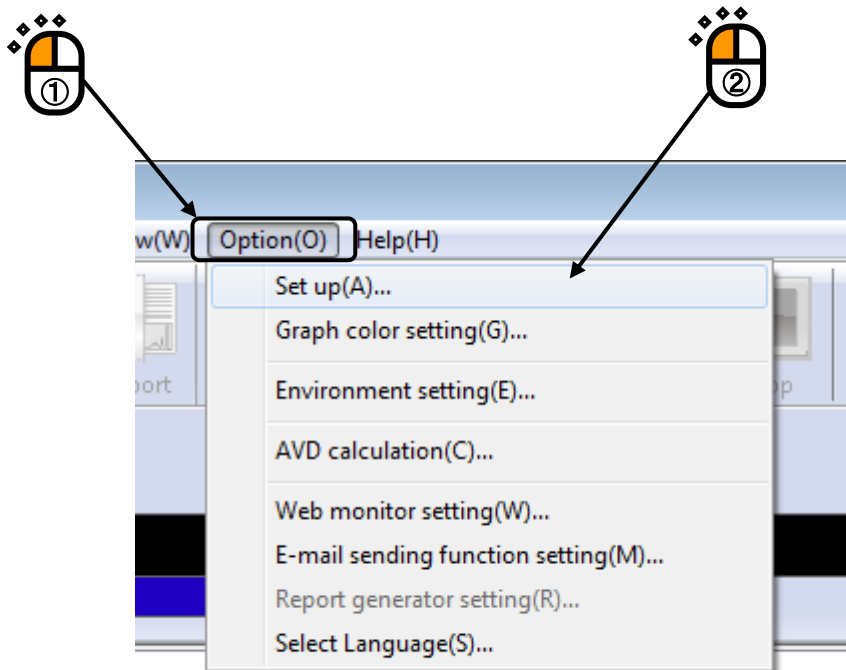 ① ②
w(W) Option(O) Help(H)
Set up(A)...
Graph color setting(G)...
port
Environment setting(E)...
AVD calculation(C)...
Web monitor setting(W)...
E-mail sending function setting(M)...
Report generator setting(R)...
Select Language(S)...